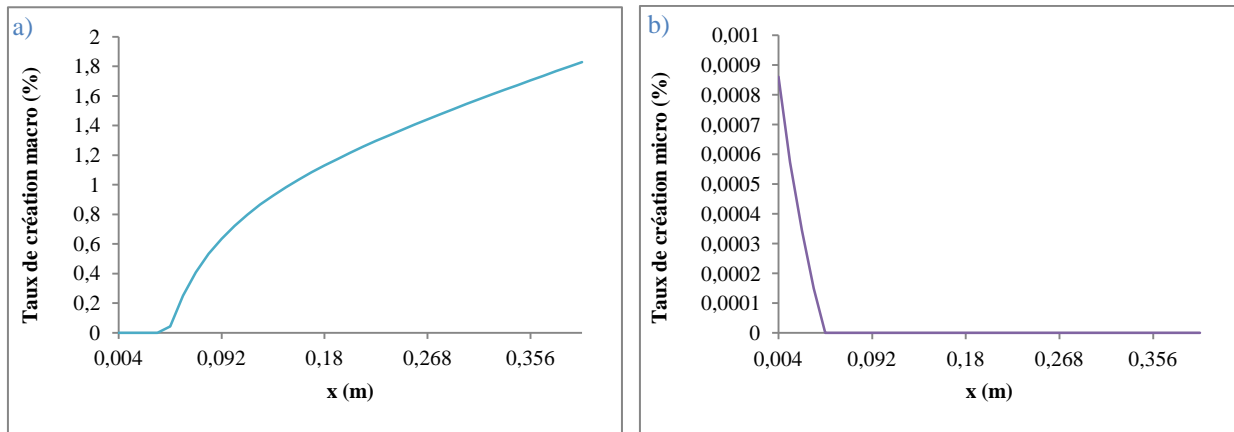 a)
Taux de création macro (%)
2
1,8
1,6
1,4
1,2
1
0,8
0,6
0,4
0,2
0
0,004 0,092 0,18 0,268 0,356
x (m)
b)
Taux de création micro (%)
0,001
0,0009
0,0008
0,0007
0,0006
0,0005
0,0004
0,0003
0,0002
0,0001
0
0,004 0,092 0,18 0,268 0,356
x (m)